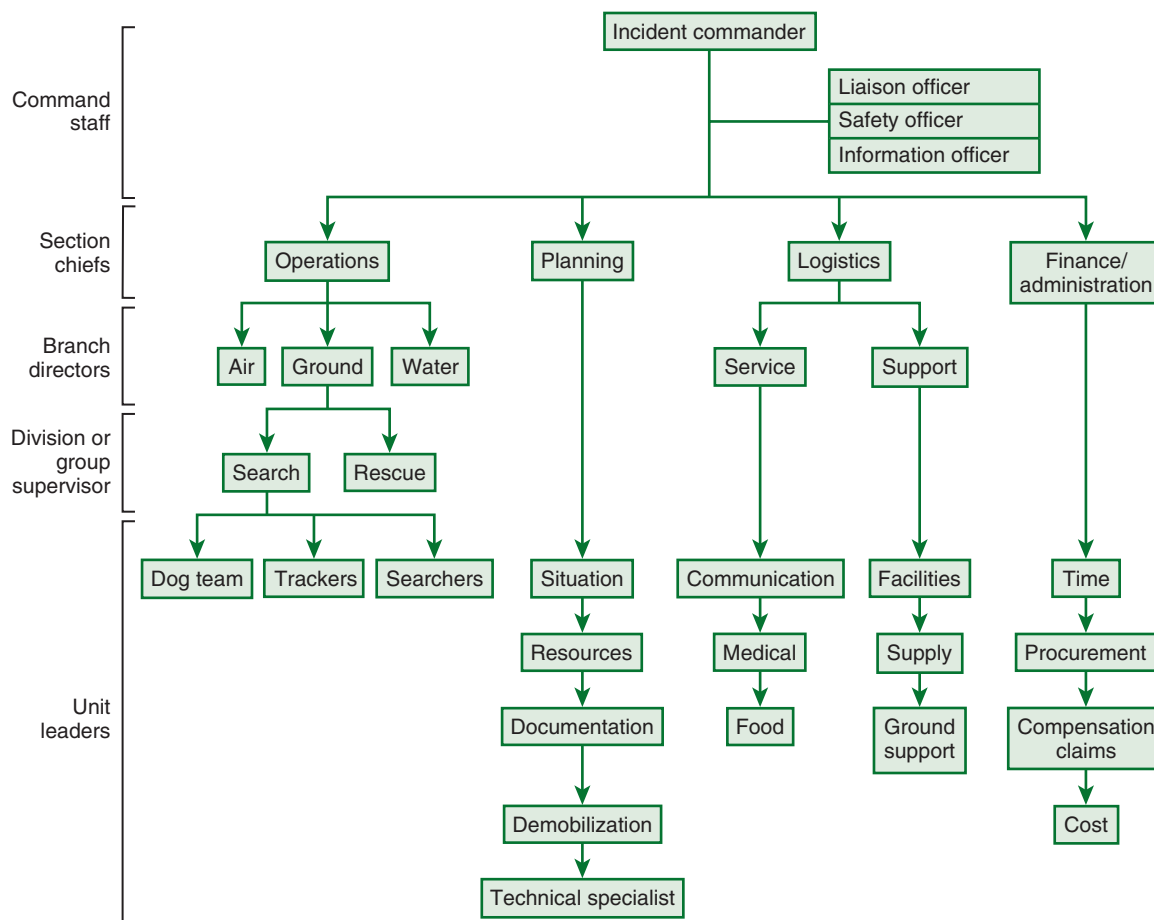 Incident commander
Command
staff
Liaison officer
Safety officer
Information officer
Section
chiefs
Operations
Planning
Logistics
Finance/
administration
Branch
directors
Air
Ground
Water
Service
Support
Division or
group
supervisor
Search
Rescue
Dog team
Trackers
Searchers
Situation
Communication
Facilities
Time
Unit
leaders
Resources
Medical
Supply
Procurement
Documentation
Food
Ground
support
Compensation
claims
Demobilization
Cost
Technical specialist